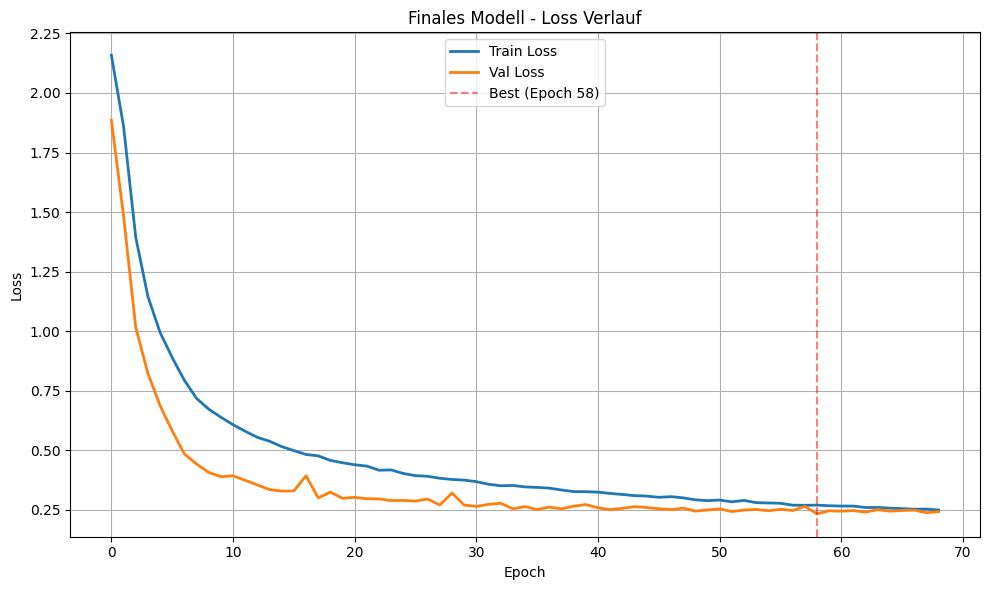 Finales Modell - Loss Verlauf
Train Loss
Val Loss
Best (Epoch 58)
Loss
2.25
2.00
1.75
1.50
1.25
1.00
0.75
0.50
0.25
0 10 20 30 40 50 60 70
Epoch